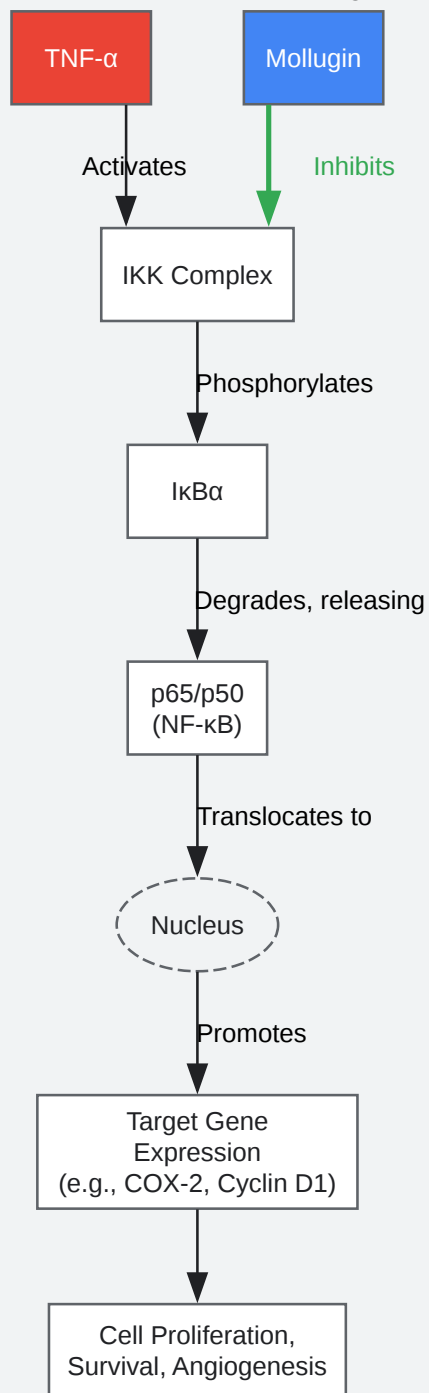 TNF-α
Mollugin
Activates
Inhibits
IKK Complex
Phosphorylates
IκBα
Degrades, releasing
p65/p50
(NF-κB)
Translocates to
Nucleus
Promotes
Target Gene
Expression
(e.g., COX-2, Cyclin D1)
Cell Proliferation,
Survival, Angiogenesis